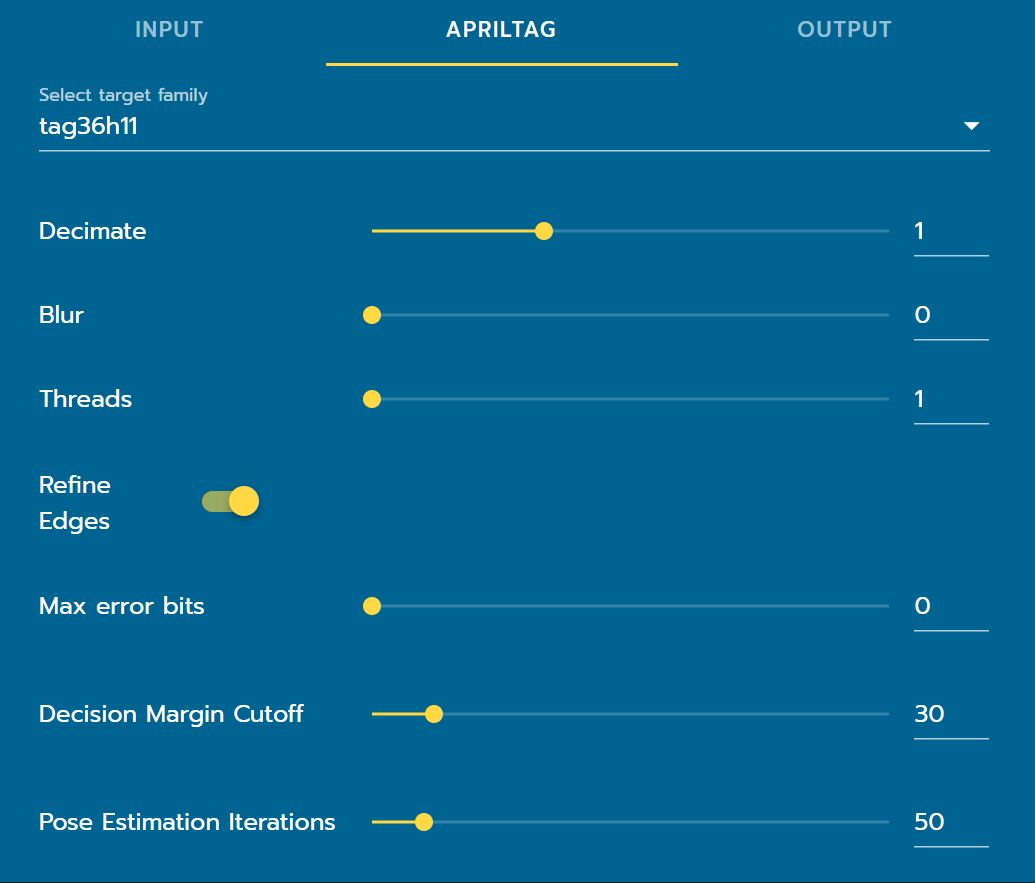 INPUT APRILTAG OUTPUT
Select target family
tag36h11
Decimate 1
Blur 0
Threads 1
Refine
Edges
Max error bits 0
Decision Margin Cutoff 30
Pose Estimation Iterations 50